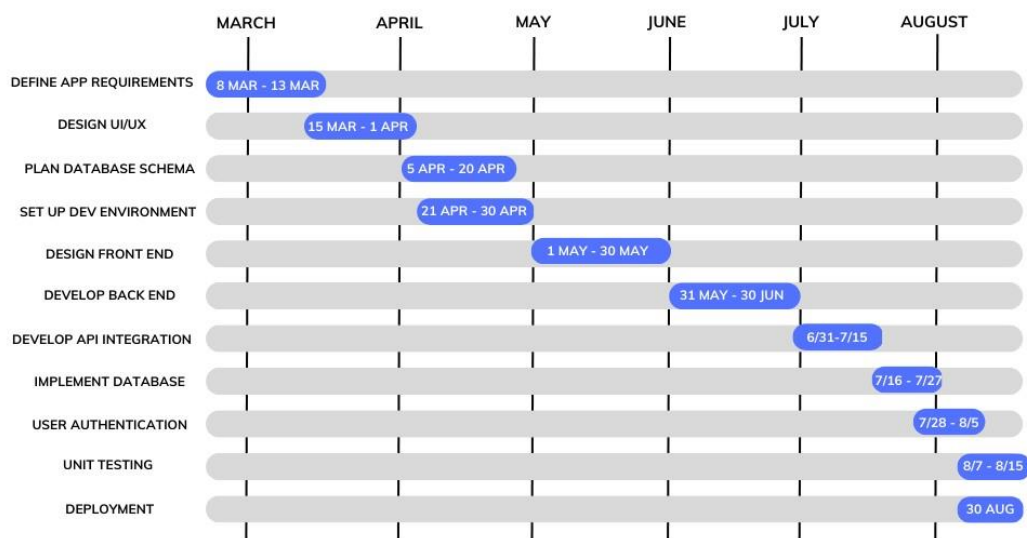 MARCH APRIL MAY JUNE JULY AUGUST
DEFINE APP REQUIREMENTS 8 MAR - 13 MAR
DESIGN UI/UX 15 MAR - 1 APR
PLAN DATABASE SCHEMA 5 APR - 20 APR
SET UP DEV ENVIRONMENT 21 APR - 30 APR
DESIGN FRONT END 1 MAY - 30 MAY
DEVELOP BACK END 31 MAY - 30 JUN
DEVELOP API INTEGRATION 6/31-7/15
IMPLEMENT DATABASE 7/16 - 7/27
USER AUTHENTICATION 7/28 - 8/5
UNIT TESTING 8/7 - 8/15
DEPLOYMENT 30 AUG